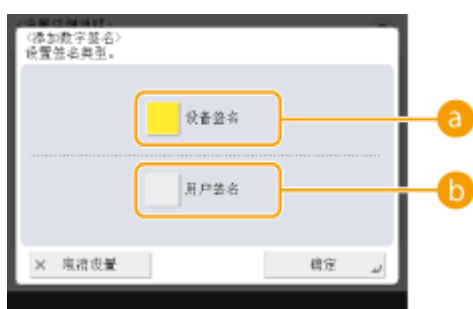 <添加数字签名>
设置签名类型。
设备签名
a
用户签名
b
× 取消设置
确定